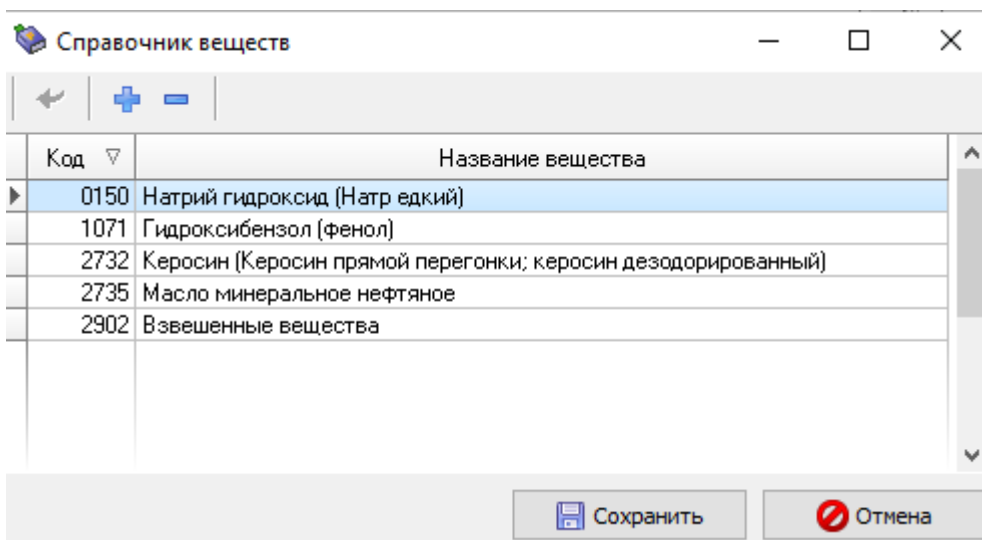 Справочник веществ
Код Название вещества
0150 Натрий гидроксид (Натр едкий)
1071 Гидроксибензол (фенол)
2732 Керосин (Керосин прямой перегонки; керосин дезодорированный)
2735 Масло минеральное нефтяное
2902 Взвешенные вещества
Сохранить Отмена